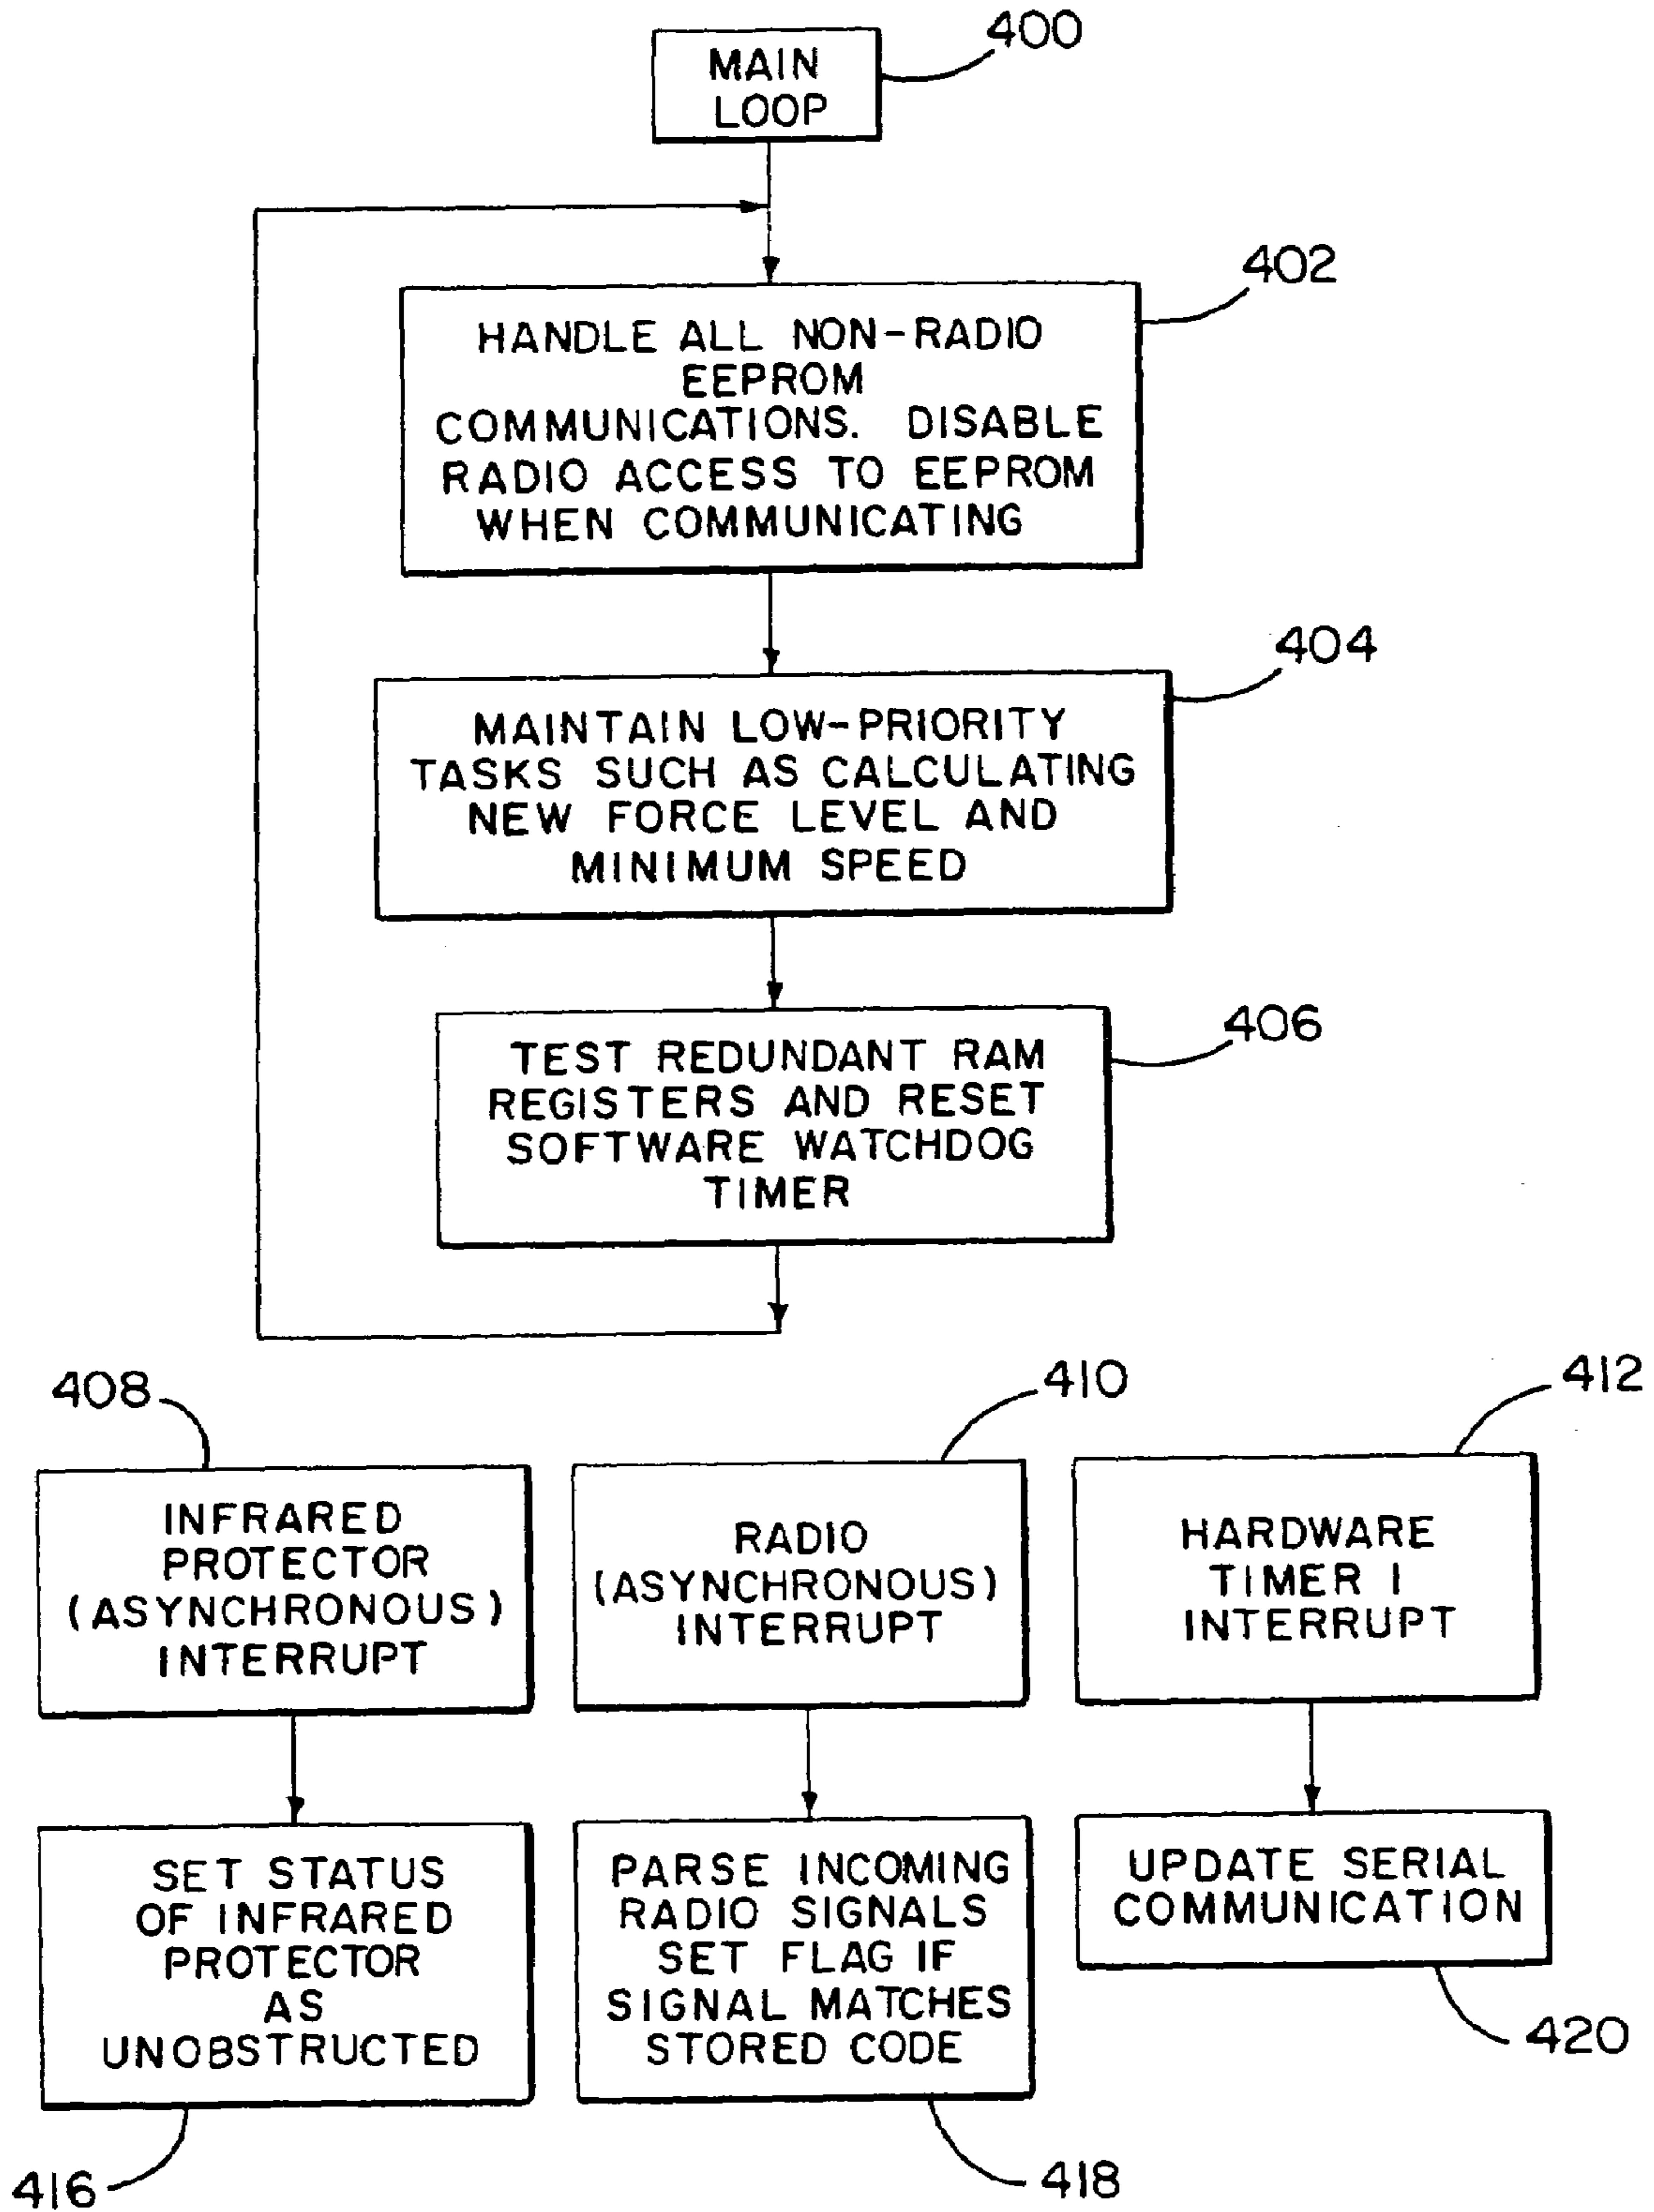 400
MAIN
LOOP
402
HANDLE ALL NON-RADIO
EEPROM
COMMUNICATIONS. DISABLE
RADIO ACCESS TO EEPROM
WHEN COMMUNICATING
404
MAINTAIN LOW-PRIORITY
TASKS SUCH AS CALCULATING
NEW FORCE LEVEL AND
MINIMUM SPEED
406
TEST REDUNDANT RAM
REGISTERS AND RESET
SOFTWARE WATCHDOG
TIMER
408
INFRARED
PROTECTOR
(ASYNCHRONOUS)
INTERRUPT
410
RADIO
(ASYNCHRONOUS)
INTERRUPT
412
HARDWARE
TIMER 1
INTERRUPT
SET STATUS
OF INFRARED
PROTECTOR
AS
UNOBSTRUCTED
416
PARSE INCOMING
RADIO SIGNALS
SET FLAG IF
SIGNAL MATCHES
STORED CODE
418
UPDATE SERIAL
COMMUNICATION
420